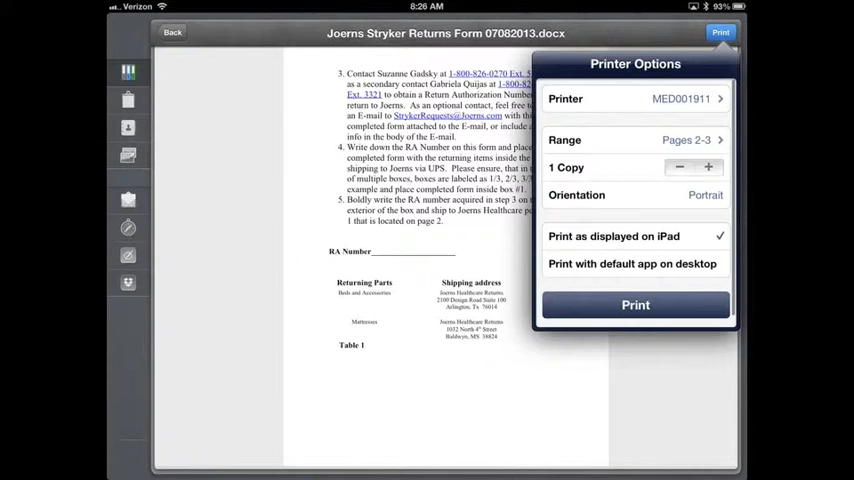 Verizon
8:26 AM
93%
Back
Joerns Stryker Returns Form 07082013.docx
Print
3. Contact Suzanne Gadsky at 1-800-826-0270 Ext. 5
as a secondary contact Gabriela Quijas at 1-800-82
Ext. 3321 to obtain a Return Authorization Number
return to Joerns. As an optional contact, feel free to
an E-mail to StrykerRequests@Joerns.com with th
completed form attached to the E-mail, or include a
info in the body of the E-mail.
4. Write down the RA Number on this form and place
completed form with the returning items inside the
shipping to Joerns via UPS. Please ensure, that in t
of multiple boxes, boxes are labeled as 1/3, 2/3, 3/3
example and place completed form inside box #1.
5. Boldly write the RA number acquired in step 3 on
exterior of the box and ship to Joerns Healthcare p
1 that is located on page 2.
RA Number
Returning Parts
Shipping address
Beds and Accessories
Joerns Healthcare Returns
2100 Design Road Suite 100
Arlington, Tx 76014
Mattresses
Joerns Healthcare Returns
1032 North 4th Street
Baldwyn, MS 38824
Table 1
Printer Options
Printer MED001911
Range Pages 2-3
1 Copy − +
Orientation Portrait
Print as displayed on iPad ✓
Print with default app on desktop
Print